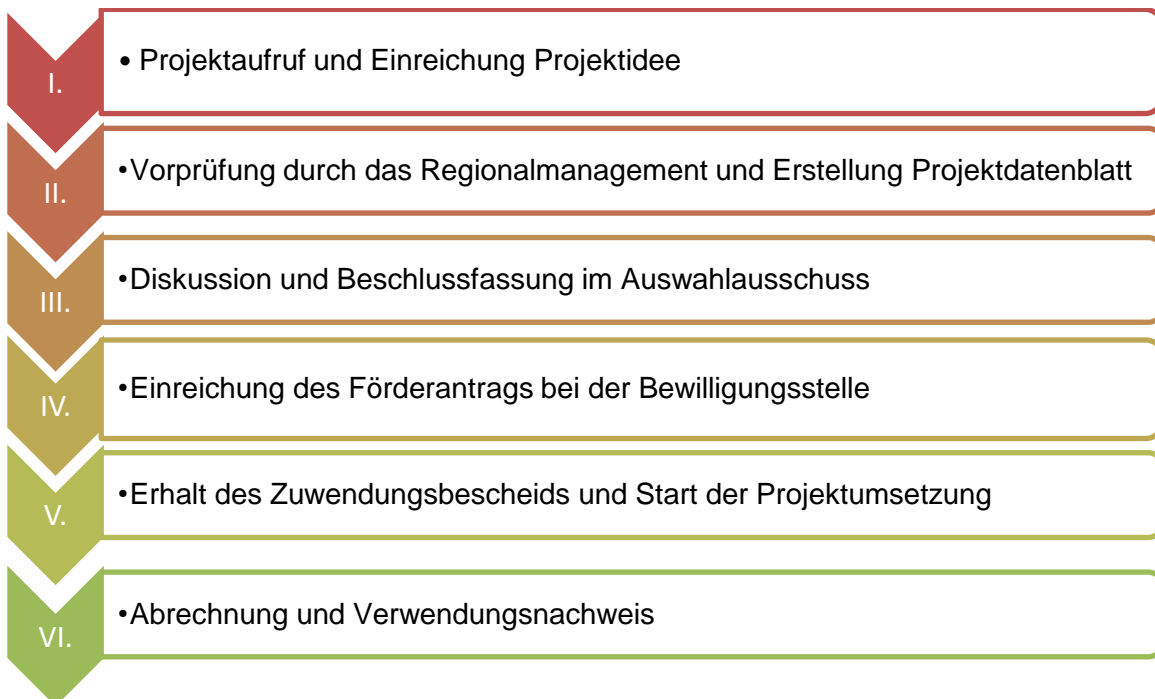 I. • Projektaufruf und Einreichung Projektidee
II. •Vorprüfung durch das Regionalmanagement und Erstellung Projektdatenblatt
III. •Diskussion und Beschlussfassung im Auswahlausschuss
IV. •Einreichung des Förderantrags bei der Bewilligungsstelle
V. •Erhalt des Zuwendungsbescheids und Start der Projektumsetzung
VI. •Abrechnung und Verwendungsnachweis